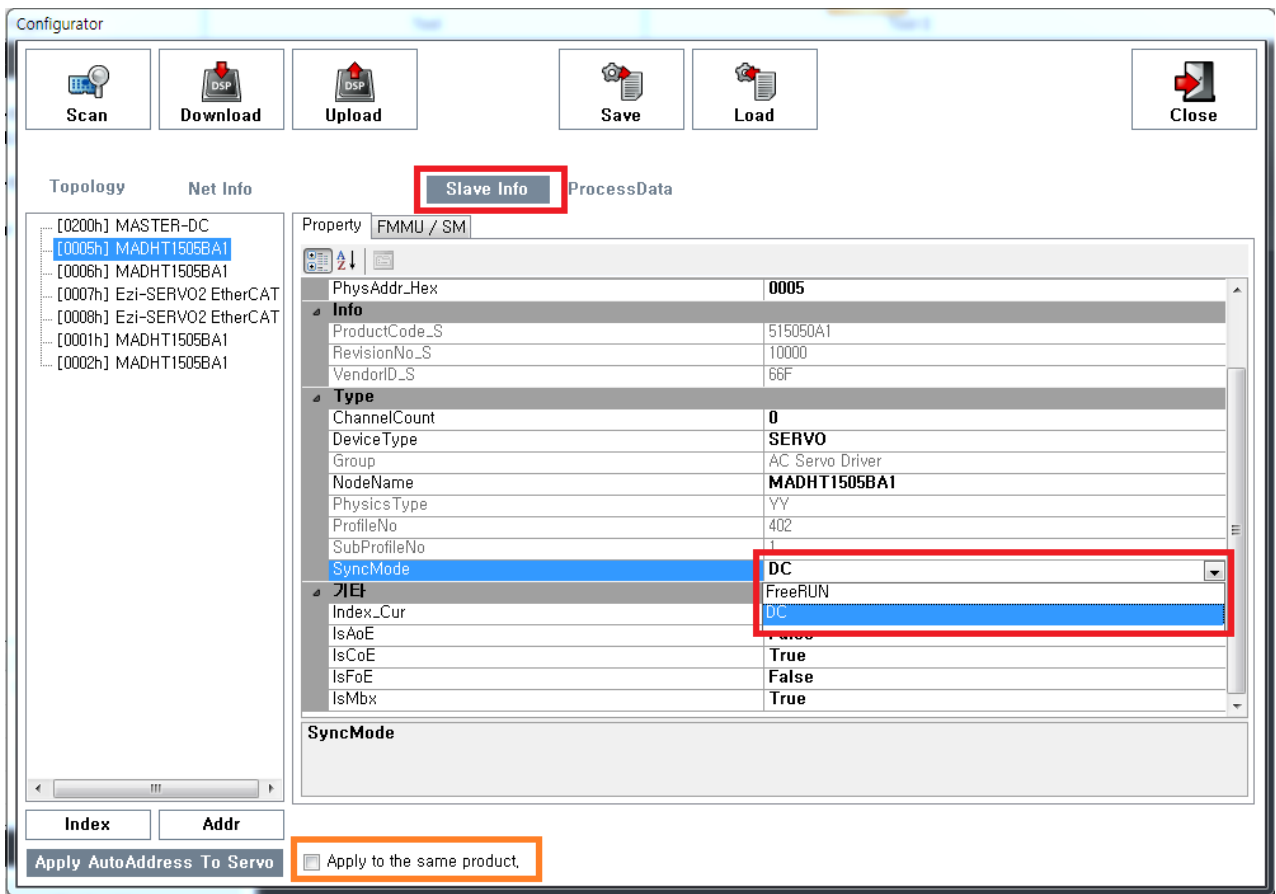 Configurator
Scan
Download
Upload
Save
Load
Close
Topology
Net Info
Slave Info
ProcessData
[0200h] MASTER-DC
[0005h] MADHT1505BA1
[0006h] MADHT1505BA1
[0007h] Ezi-SERVO2 EtherCAT
[0008h] Ezi-SERVO2 EtherCAT
[0001h] MADHT1505BA1
[0002h] MADHT1505BA1
Property
FMMU / SM
PhysAddr_Hex 0005
Info
ProductCode_S 515050A1
RevisionNo_S 10000
VendorID_S 66F
Type
ChannelCount 0
DeviceType SERVO
Group AC Servo Driver
NodeName MADHT1505BA1
PhysicsType YY
ProfileNo 402
SubProfileNo 1
SyncMode DC
FreeRUN
DC
기타
Index_Cur
IsAoE False
IsCoE True
IsFoE False
IsMbx True
SyncMode
Index
Addr
Apply AutoAddress To Servo
Apply to the same product,